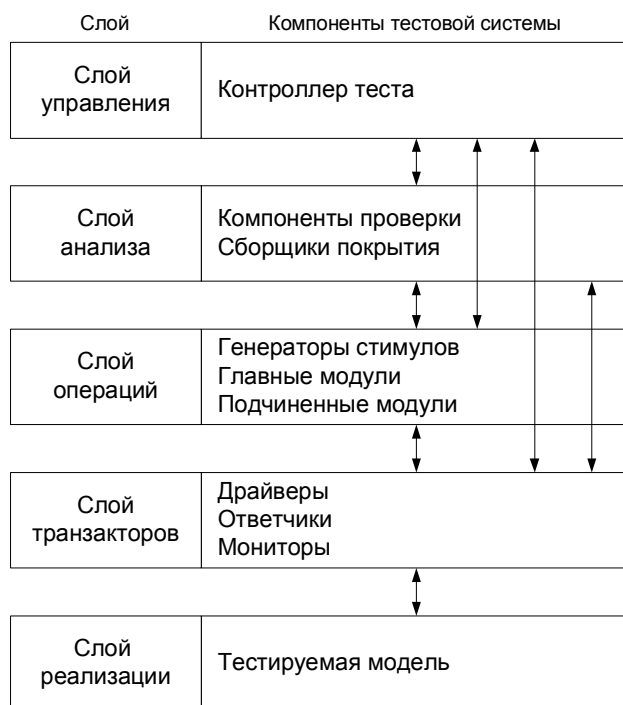 Слой
Компоненты тестовой системы
Слой
управления
Контроллер теста
Слой
анализа
Компоненты проверки
Сборщики покрытия
Слой
операций
Генераторы стимулов
Главные модули
Подчиненные модули
Слой
транзакторов
Драйверы
Ответчики
Мониторы
Слой
реализации
Тестируемая модель